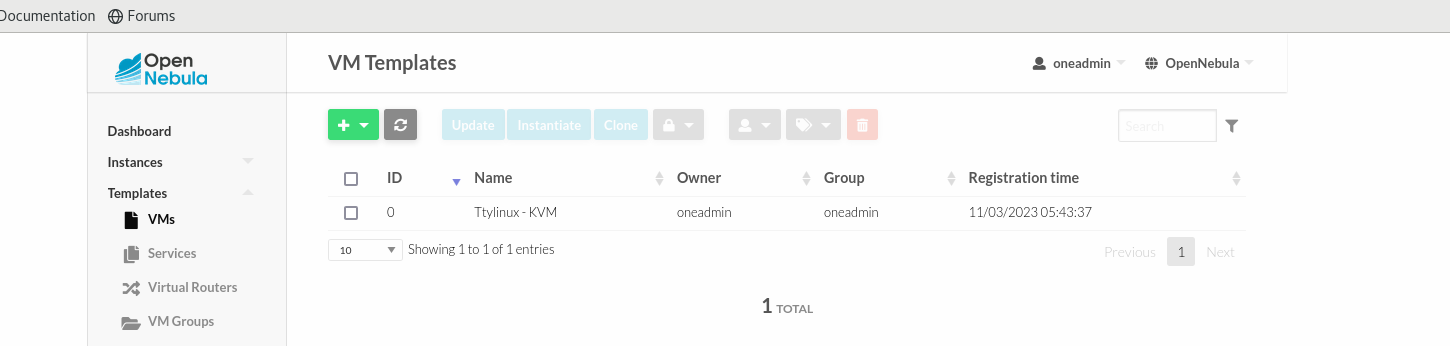 Documentation Forums
Open
Nebula
VM Templates
oneadmin OpenNebula
Dashboard
Instances
Templates
VMs
Services
Virtual Routers
VM Groups
Update Instantiate Clone
Search
ID Name Owner Group Registration time
0 Ttylinux - KVM oneadmin oneadmin 11/03/2023 05:43:37
10 Showing 1 to 1 of 1 entries
Previous 1 Next
1 TOTAL